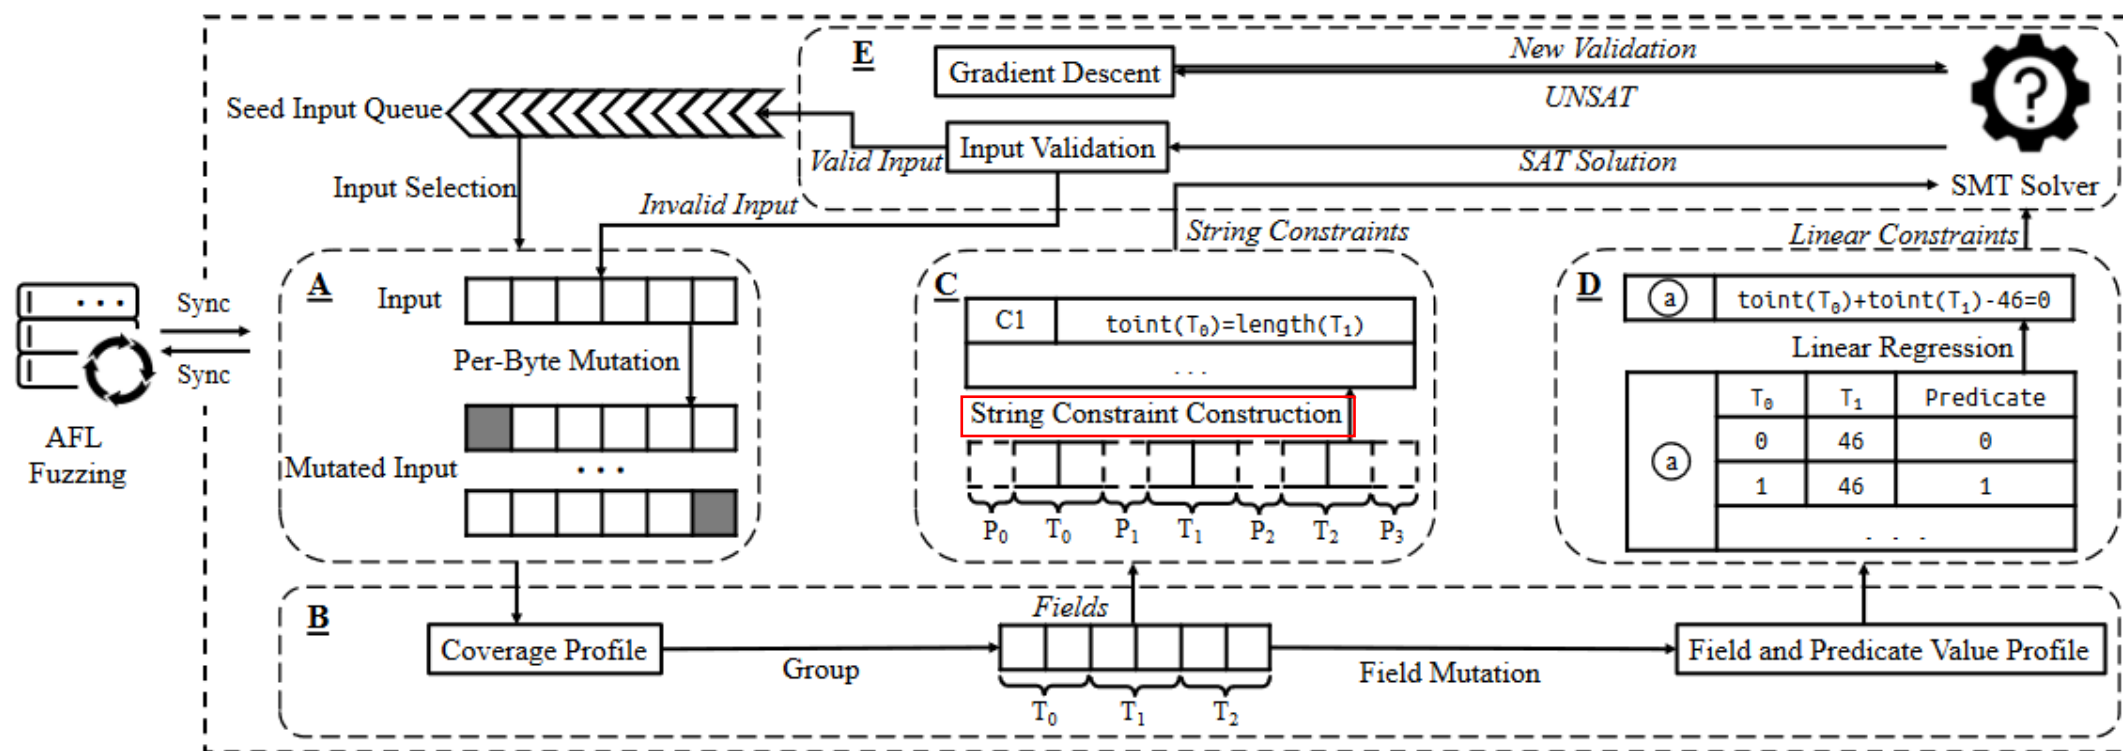 E
Gradient Descent
New Validation
UNSAT
?
Seed Input Queue
Input Validation
Valid Input
SAT Solution
SMT Solver
Input Selection
Invalid Input
String Constraints
Linear Constraints
AFL
Fuzzing
Sync
Sync
A
Input
Per-Byte Mutation
Mutated Input
...
C
C1
toint(T₀)=length(T₁)
...
String Constraint Construction
P₀ T₀ P₁ T₁ P₂ T₂ P₃
D
a
toint(T₀)+toint(T₁)-46=0
Linear Regression
T₀ T₁ Predicate
a
0 46 0
1 46 1
...
B
Coverage Profile
Group
Fields
T₀ T₁ T₂
Field Mutation
Field and Predicate Value Profile